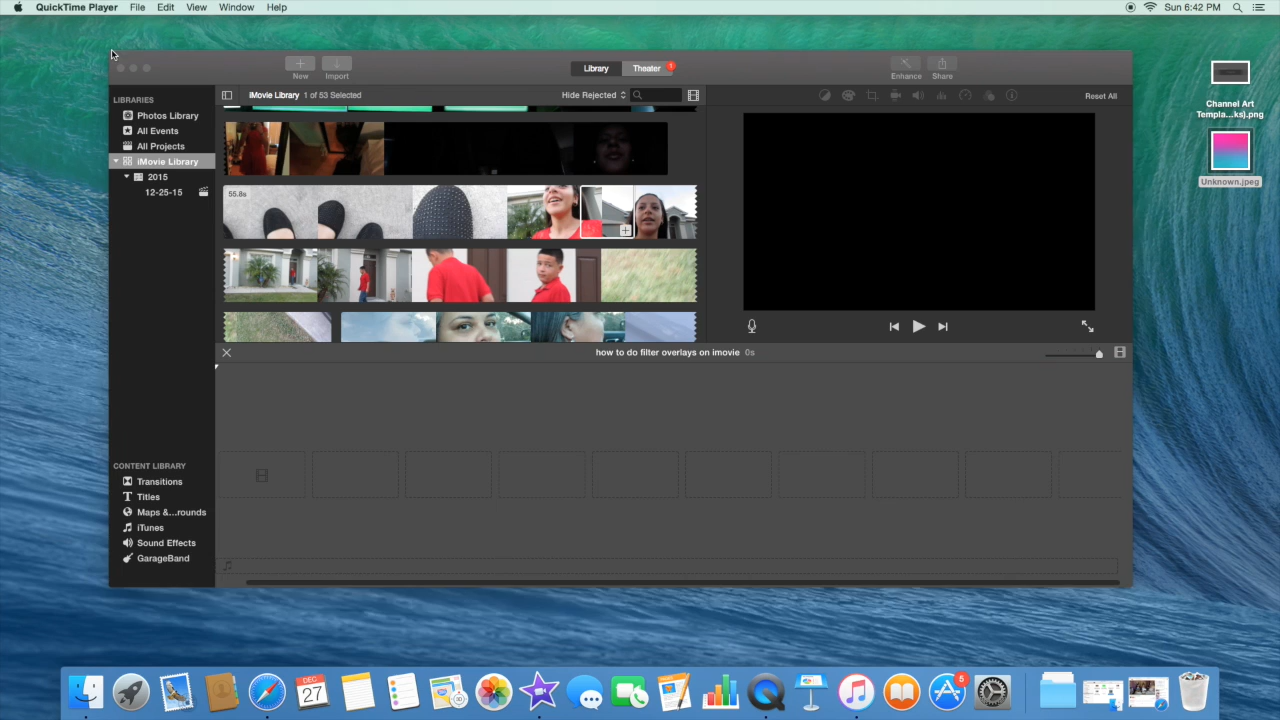 QuickTime Player File Edit View Window Help
Sun 6:42 PM
New
Import
Library
Theater
1
Enhance
Share
LIBRARIES
Photos Library
All Events
All Projects
iMovie Library
2015
12-25-15
iMovie Library 1 of 53 Selected
Hide Rejected
Reset All
55.8s
how to do filter overlays on imovie 0s
CONTENT LIBRARY
Transitions
Titles
Maps &...rounds
iTunes
Sound Effects
GarageBand
Channel Art
Templa...ks).png
Unknown.jpeg
DEC
27
5